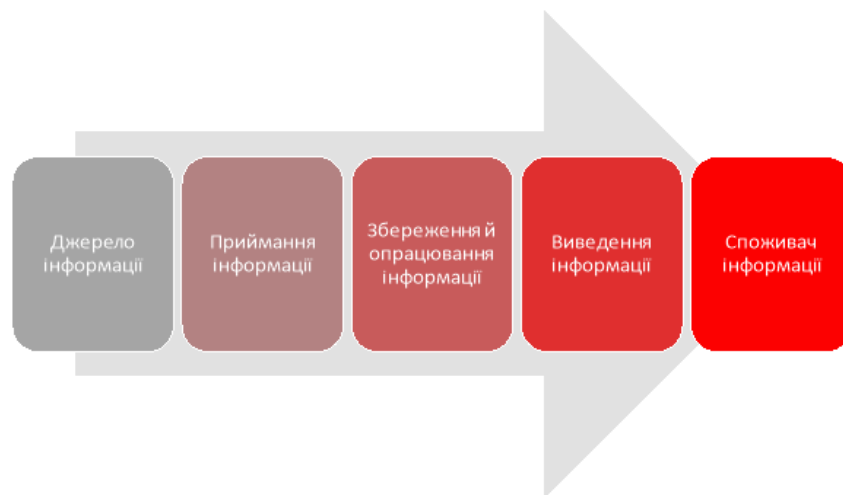 Джерело
інформації
Приймання
інформації
Збереження й
опрацювання
інформації
Виведення
інформації
Споживач
інформації